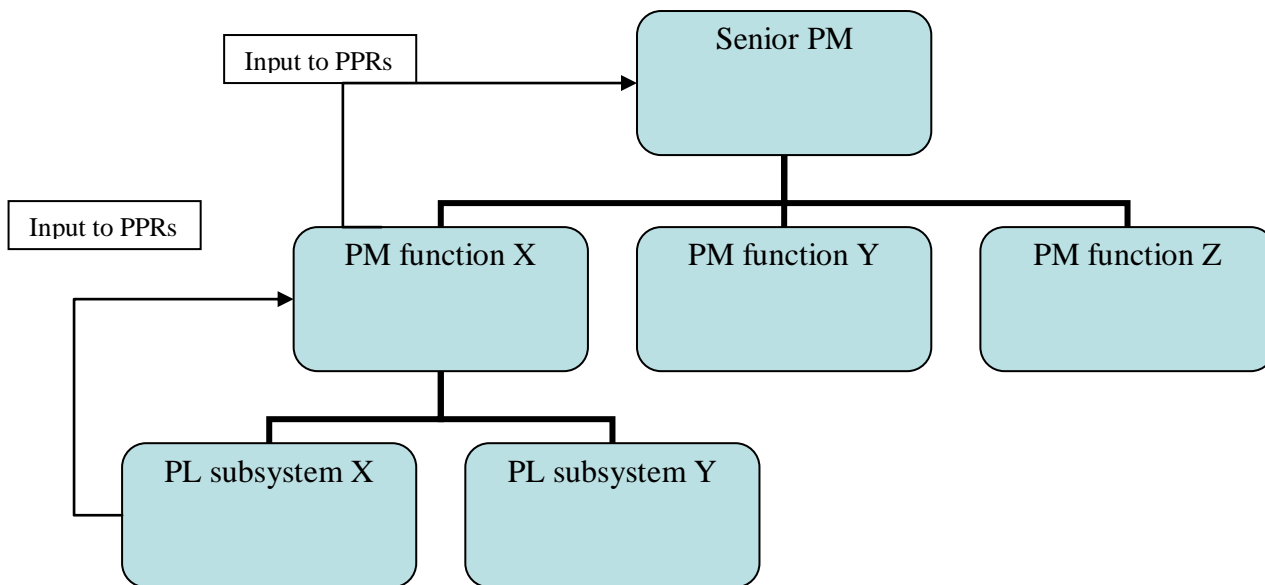 Senior PM
Input to PPRs
Input to PPRs
PM function X
PM function Y
PM function Z
PL subsystem X
PL subsystem Y